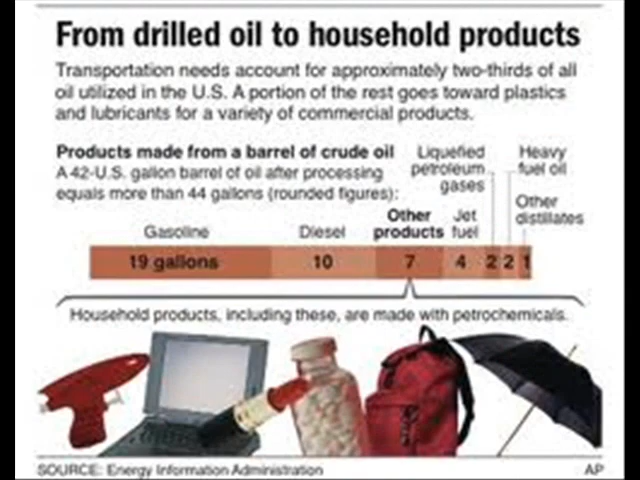 From drilled oil to household products
Transportation needs account for approximately two-thirds of all
oil utilized in the U.S. A portion of the rest goes toward plastics
and lubricants for a variety of commercial products.
Products made from a barrel of crude oil
A 42-U.S. gallon barrel of oil after processing
equals more than 44 gallons (rounded figures):
Liquefied
petroleum
gases
Heavy
fuel oil
Other
distillates
Gasoline
Diesel
Other
products
Jet
fuel
19 gallons 10 7 4 2 2 1
Household products, including these, are made with petrochemicals.
SOURCE: Energy Information Administration
AP